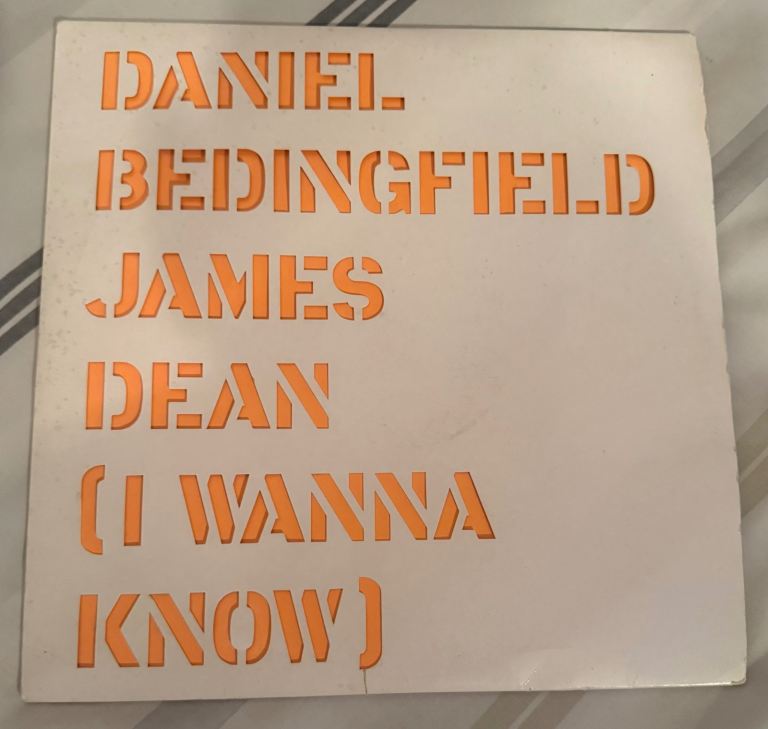 DANIEL
BEDINGFIELD
JAMES
DEAN
(I WANNA
KNOW)